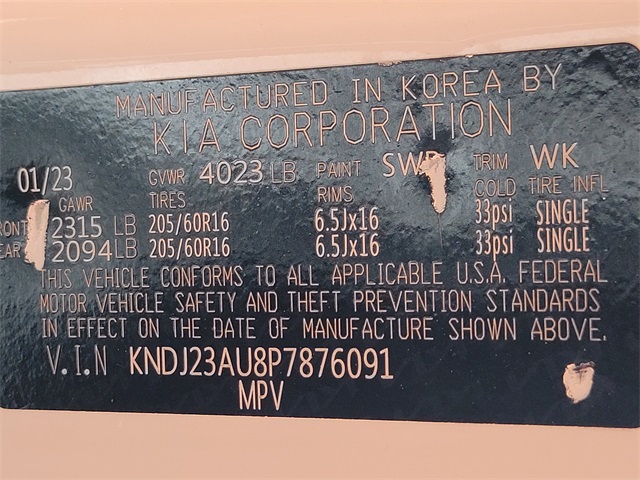 MANUFACTURED IN KOREA BY
KIA CORPORATION
01/23 GVWR 4023 LB PAINT TRIM WK
GAWR TIRES RIMS COLD TIRE INFL
2315 LB 205/60R16 6.5Jx16 33psi SINGLE
2094 LB 205/60R16 6.5Jx16 33psi SINGLE
THIS VEHICLE CONFORMS TO ALL APPLICABLE U.S.A. FEDERAL
MOTOR VEHICLE SAFETY AND THEFT PREVENTION STANDARDS
IN EFFECT ON THE DATE OF MANUFACTURE SHOWN ABOVE.
V.I.N KNDJ23AU8P7876091
MPV